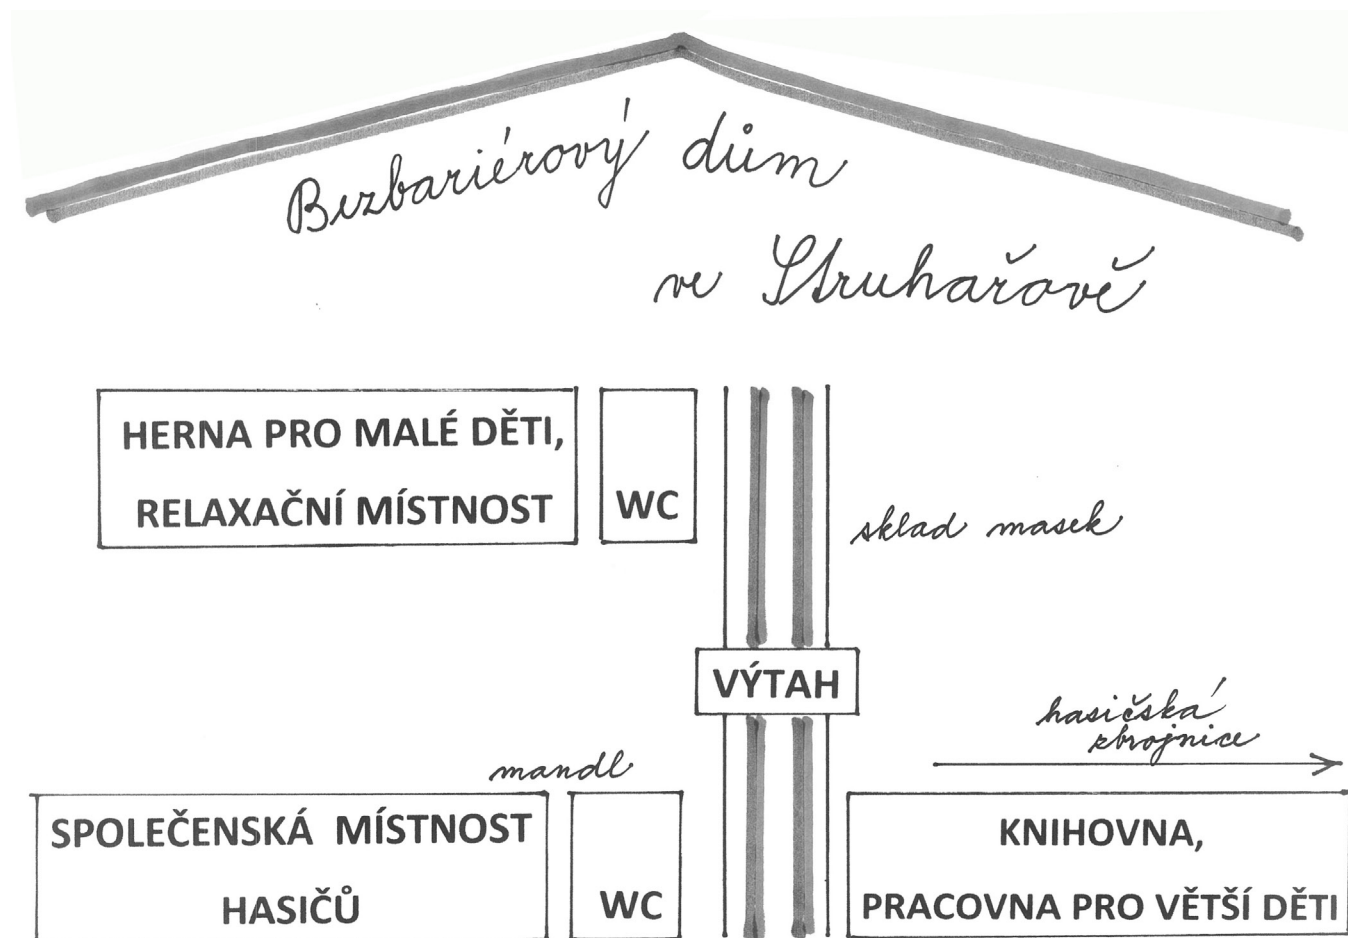 Bezbariérový dům
ve Struhařově
HERNA PRO MALÉ DĚTI,
RELAXAČNÍ MÍSTNOST
WC
sklad masek
VÝTAH
hasičská
zbrojnice
mandl
SPOLEČENSKÁ MÍSTNOST
HASIČŮ
WC
KNIHOVNA,
PRACOVNA PRO VĚTŠÍ DĚTI